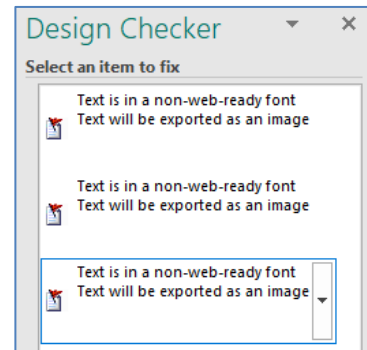 Design Checker
Select an item to fix
Text is in a non-web-ready font
Text will be exported as an image
Text is in a non-web-ready font
Text will be exported as an image
Text is in a non-web-ready font
Text will be exported as an image